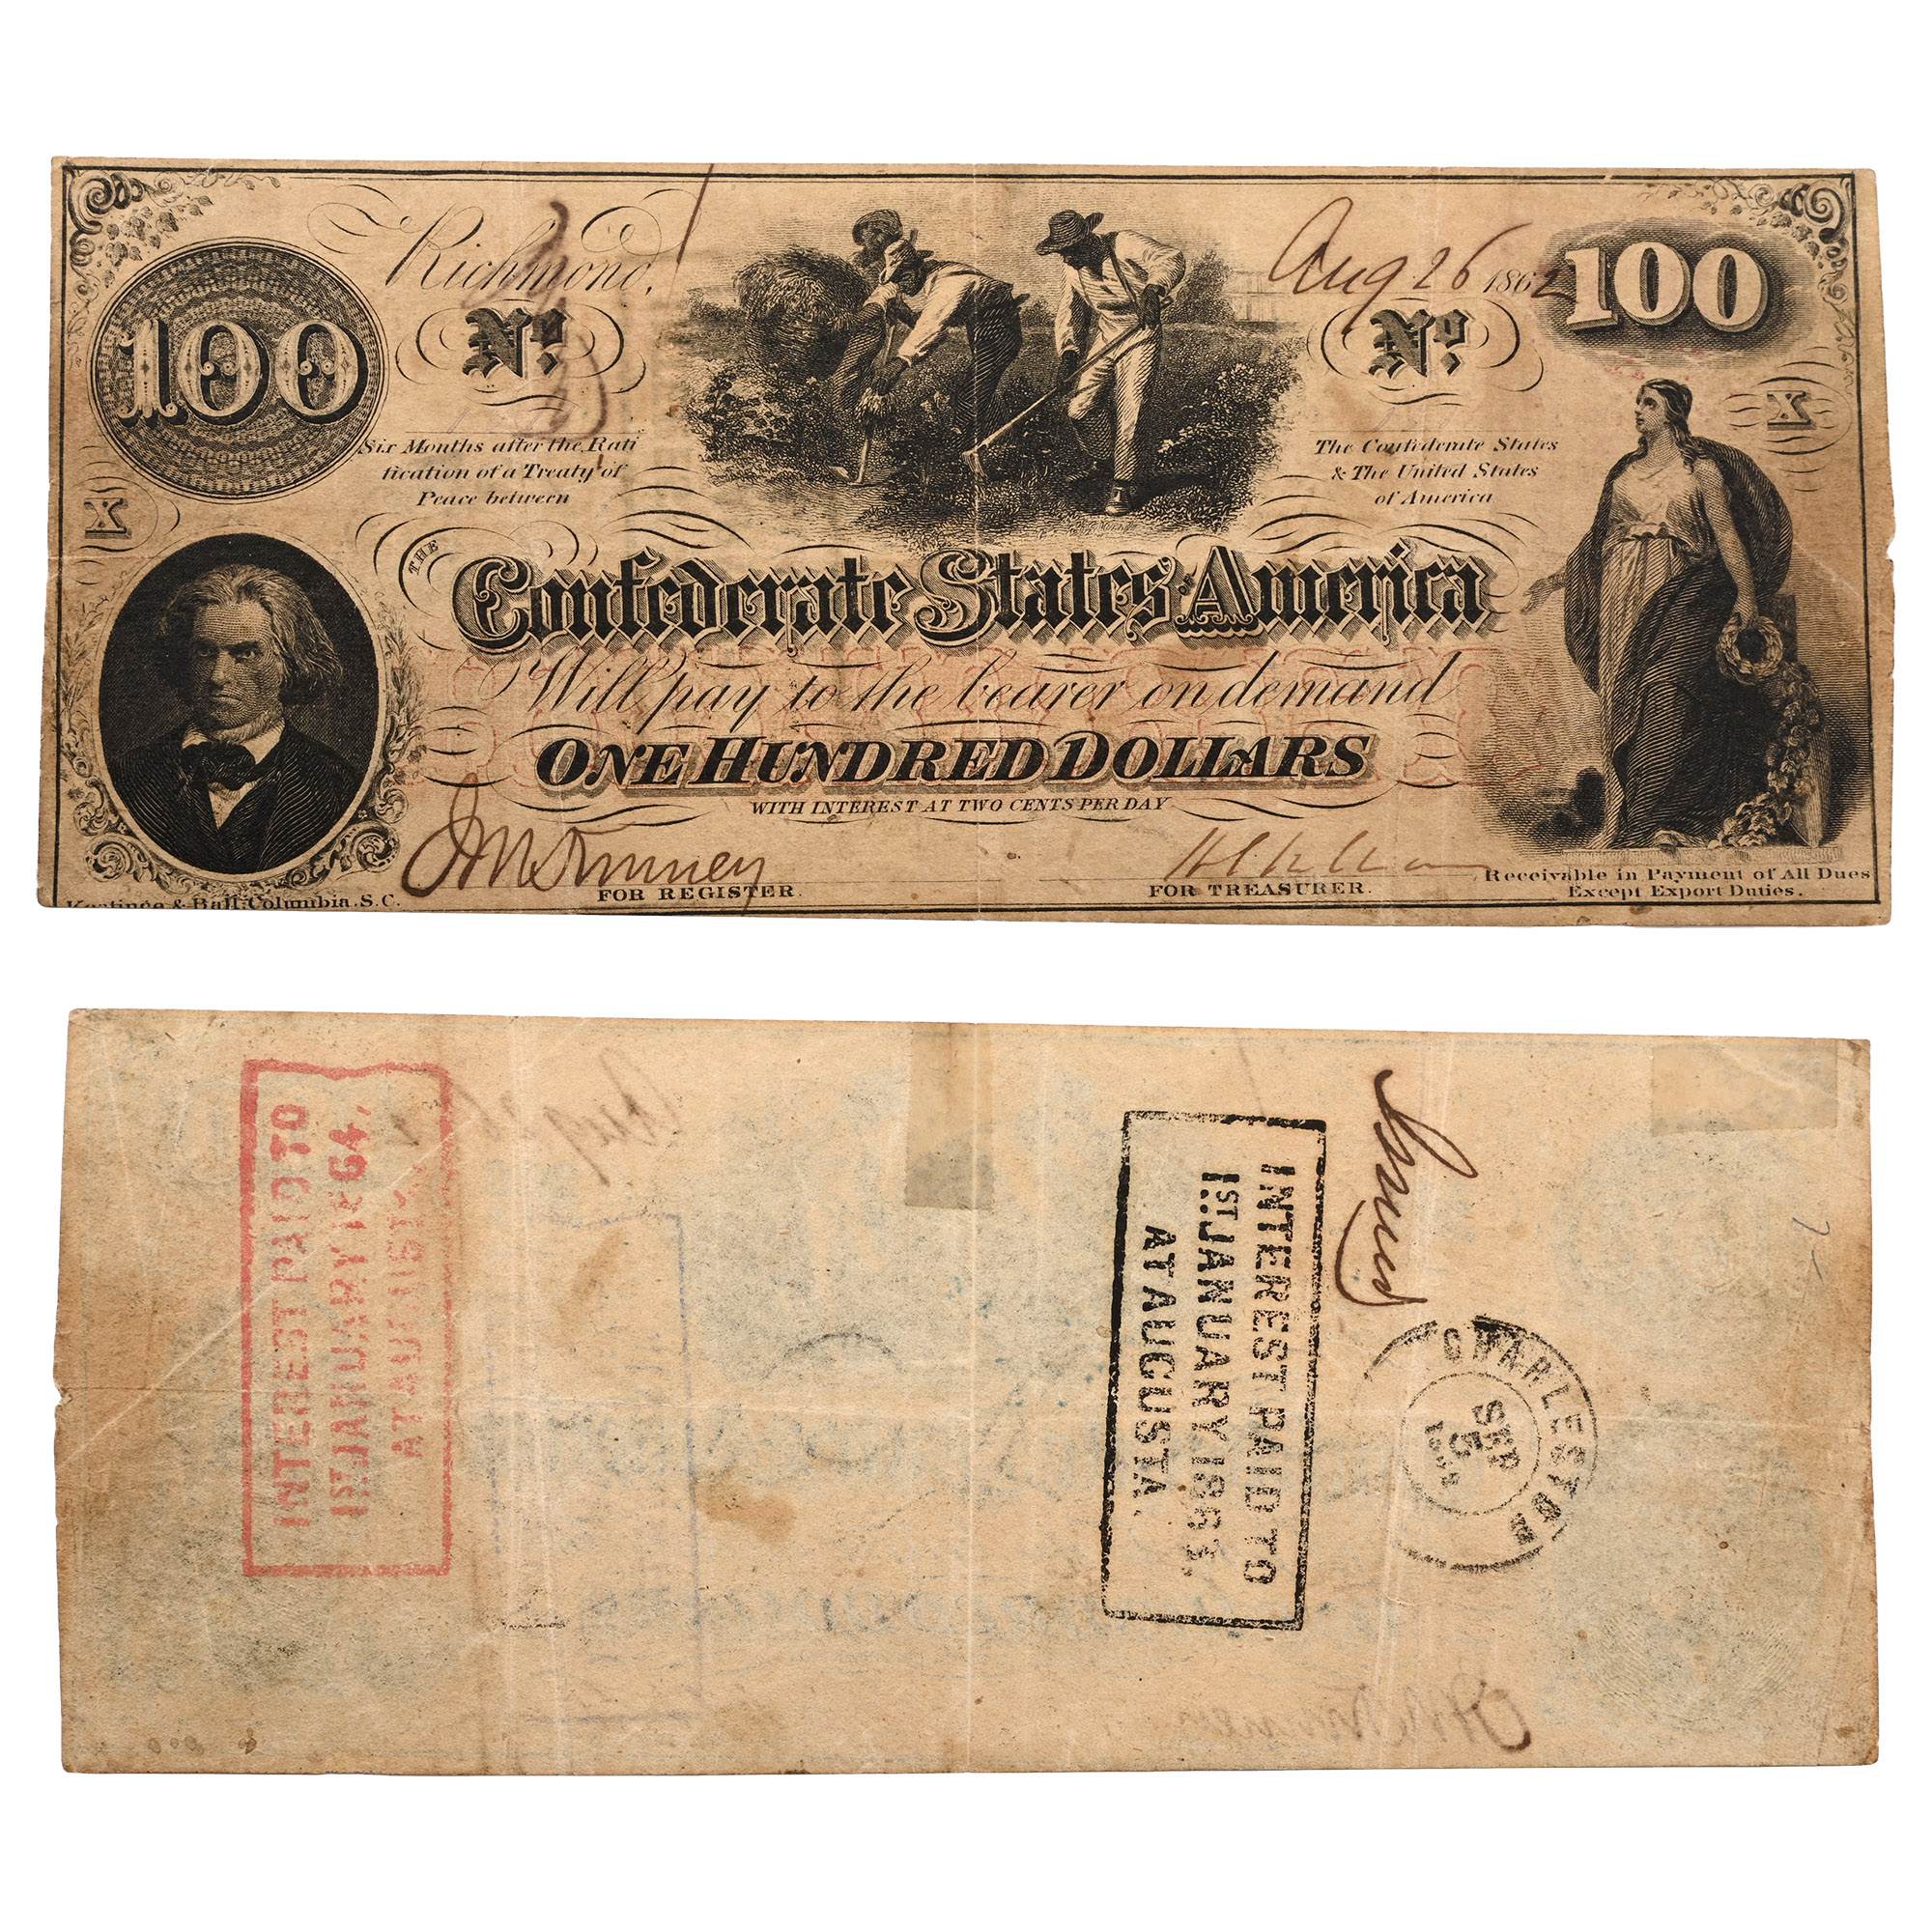 Richmond,
Aug 26 1862
100
No.
No.
100
X
Six Months after the Rati
fication of a Treaty of
Peace between
The Confederate States
& The United States
of America
X
THE
Confederate States America
Will pay to the bearer on demand
ONE HUNDRED DOLLARS
WITH INTEREST AT TWO CENTS PER DAY
FOR REGISTER.
FOR TREASURER.
Receivable in Payment of All Dues
Except Export Duties.
Keatinge & Ball, Columbia, S.C.
INTEREST PAID TO
1ST JANUARY 1864,
AT AUGUSTA
INTEREST PAID TO
1ST JANUARY 1863,
AT AUGUSTA.
CHARLESTON
SEP
5